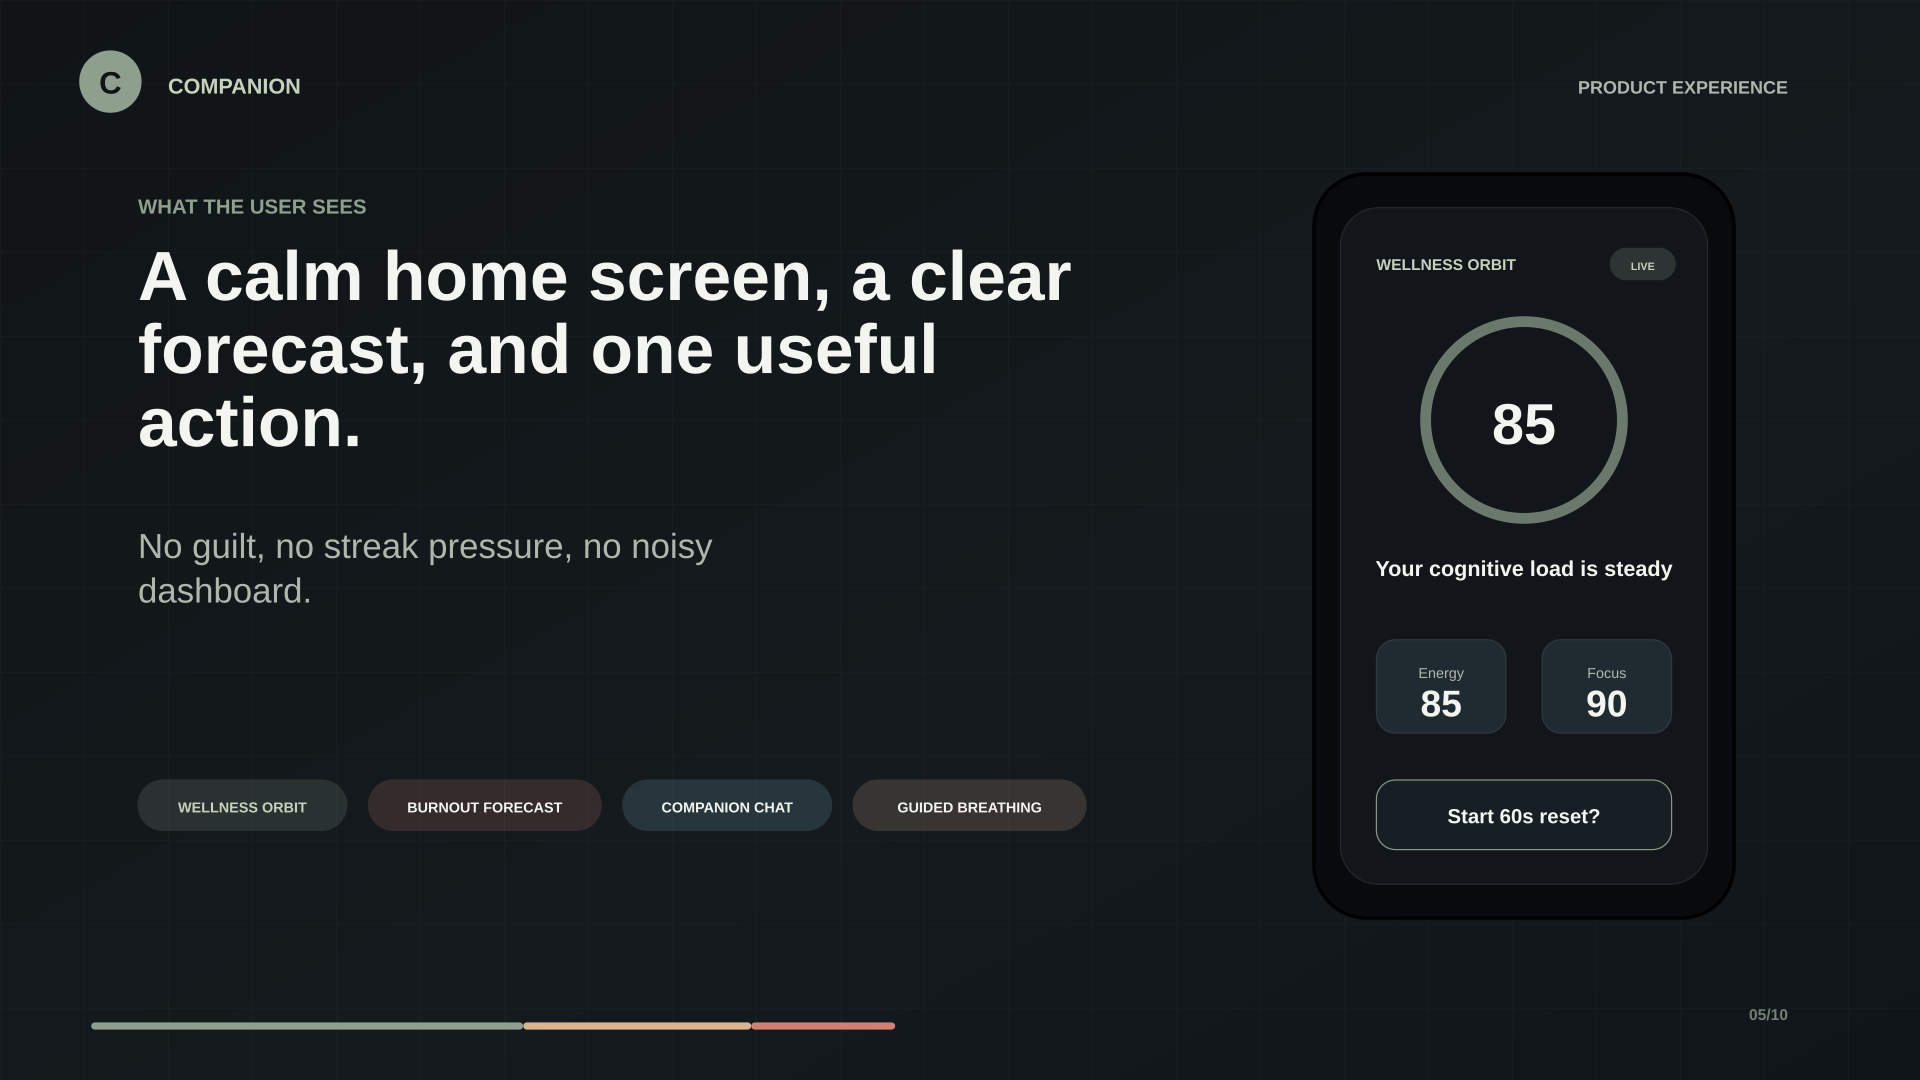 C
COMPANION
PRODUCT EXPERIENCE
WHAT THE USER SEES
A calm home screen, a clear
forecast, and one useful
action.
No guilt, no streak pressure, no noisy
dashboard.
WELLNESS ORBIT
BURNOUT FORECAST
COMPANION CHAT
GUIDED BREATHING
WELLNESS ORBIT
LIVE
85
Your cognitive load is steady
Energy
85
Focus
90
Start 60s reset?
05/10